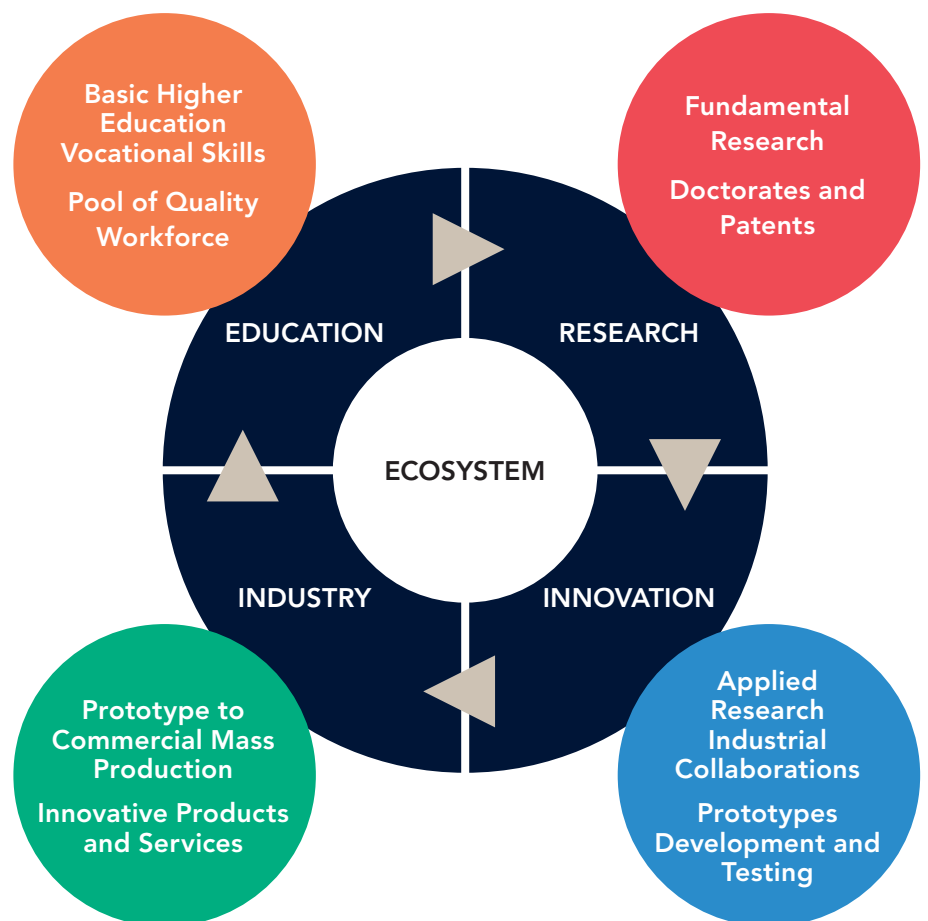 Basic Higher
Education
Vocational Skills
Pool of Quality
Workforce
Fundamental
Research
Doctorates and
Patents
EDUCATION
RESEARCH
ECOSYSTEM
INDUSTRY
INNOVATION
Prototype to
Commercial Mass
Production
Innovative Products
and Services
Applied
Research
Industrial
Collaborations
Prototypes
Development and
Testing